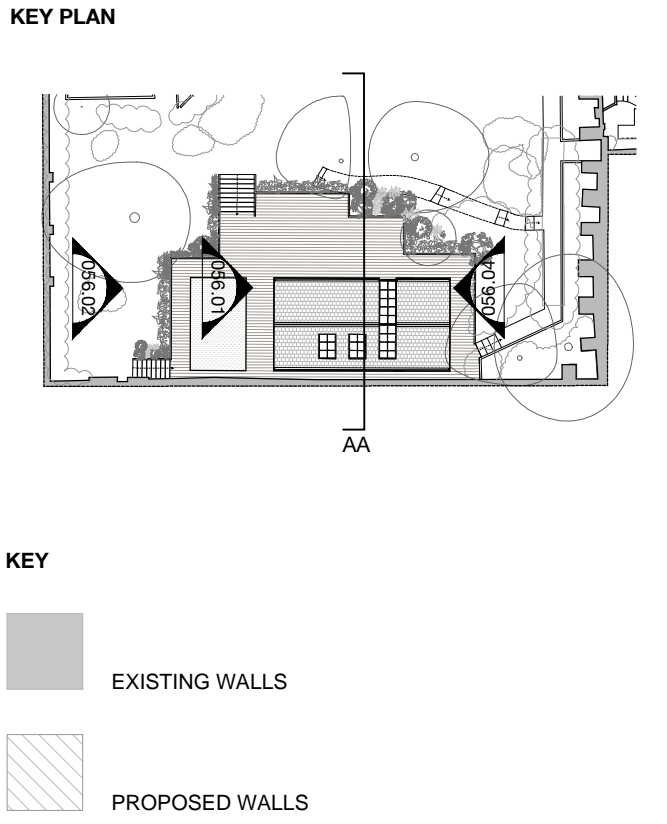 KEY PLAN
056.02
056.01
056.04
AA
KEY
EXISTING WALLS
PROPOSED WALLS